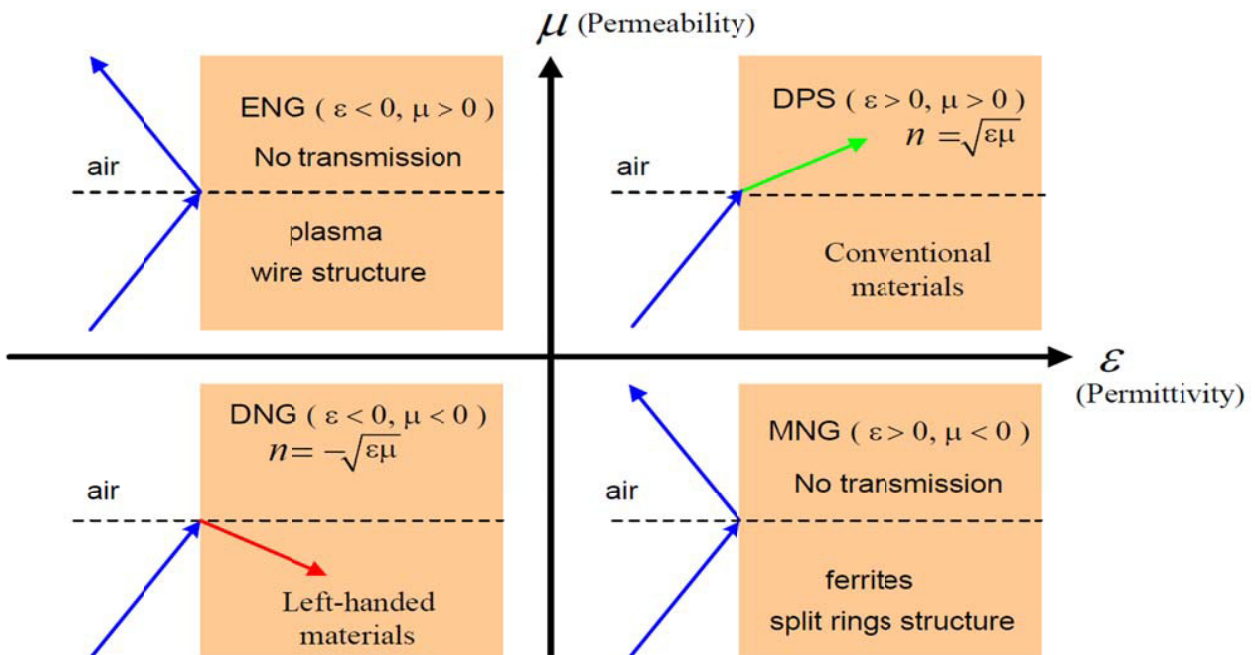 μ (Permeability)
ENG ( ε < 0, μ > 0 )
No transmission
air
plasma
wire structure
DPS ( ε > 0, μ > 0 )
n = √εμ
air
Conventional
materials
ε
(Permittivity)
DNG ( ε < 0, μ < 0 )
n = −√εμ
air
Left-handed
materials
MNG ( ε > 0, μ < 0 )
No transmission
air
ferrites
split rings structure